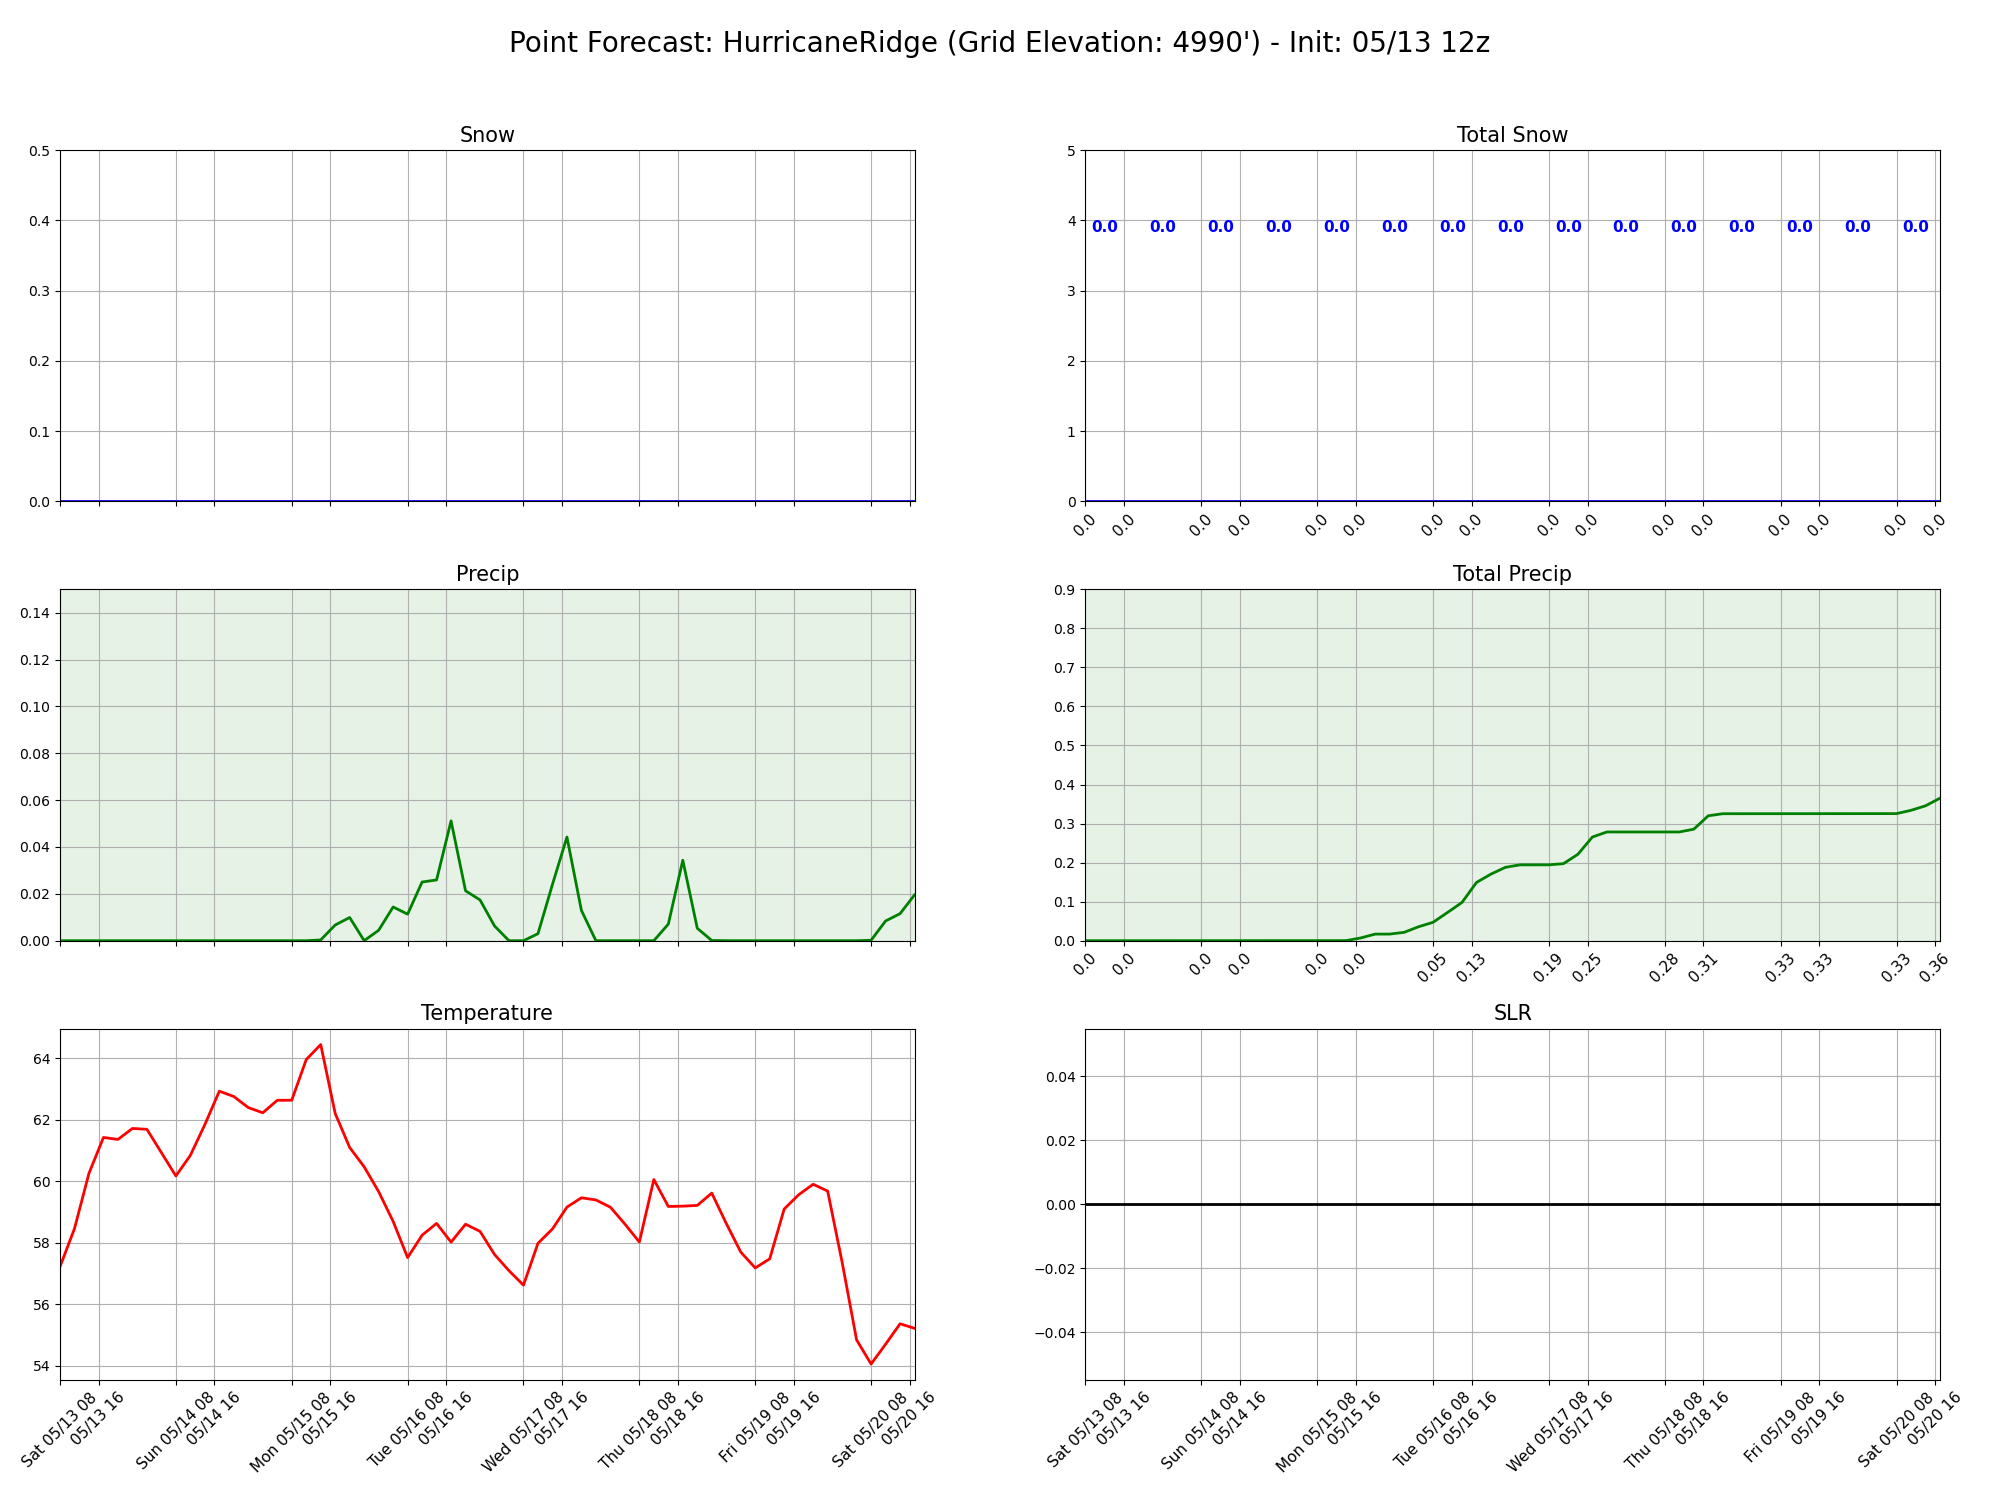 Point Forecast: HurricaneRidge (Grid Elevation: 4990') - Init: 05/13 12z
Snow
0.5
0.4
0.3
0.2
0.1
0.0
Total Snow
5
4
3
2
1
0
0.0 0.0 0.0 0.0 0.0 0.0 0.0 0.0 0.0 0.0 0.0 0.0 0.0 0.0 0.0
0.0 0.0 0.0 0.0 0.0 0.0 0.0 0.0 0.0 0.0 0.0 0.0 0.0 0.0 0.0 0.0
Precip
0.14
0.12
0.10
0.08
0.06
0.04
0.02
0.00
Total Precip
0.9
0.8
0.7
0.6
0.5
0.4
0.3
0.2
0.1
0.0
0.0 0.0 0.0 0.0 0.0 0.0 0.05 0.13 0.19 0.25 0.28 0.31 0.33 0.33 0.33 0.36
Temperature
64
62
60
58
56
54
Sat 05/13 08
05/13 16
Sun 05/14 08
05/14 16
Mon 05/15 08
05/15 16
Tue 05/16 08
05/16 16
Wed 05/17 08
05/17 16
Thu 05/18 08
05/18 16
Fri 05/19 08
05/19 16
Sat 05/20 08
05/20 16
SLR
0.04
0.02
0.00
−0.02
−0.04
Sat 05/13 08
05/13 16
Sun 05/14 08
05/14 16
Mon 05/15 08
05/15 16
Tue 05/16 08
05/16 16
Wed 05/17 08
05/17 16
Thu 05/18 08
05/18 16
Fri 05/19 08
05/19 16
Sat 05/20 08
05/20 16